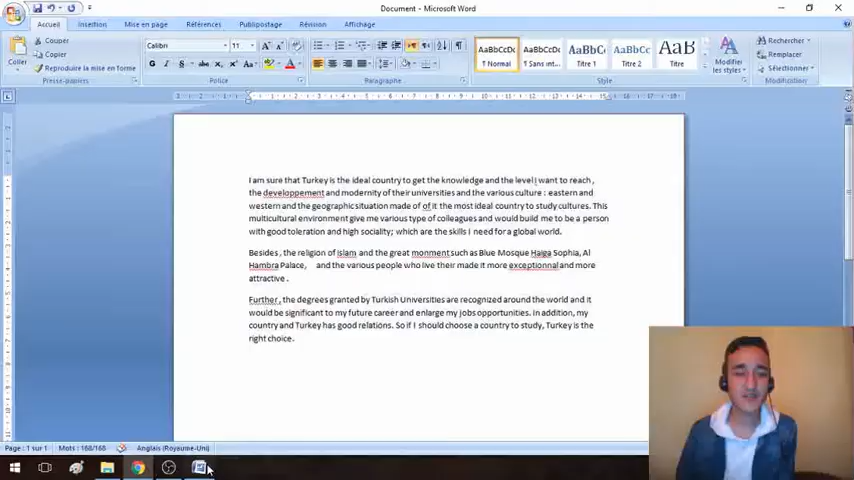 Document - Microsoft Word
Accueil Insertion Mise en page Références Publipostage Révision Affichage
Couper
Copier
Reproduire la mise en forme
Coller
Presse-papiers
Calibri 11
Police
Paragraphe
AaBbCcDc AaBbCcDc AaBbC AaBbCc AaB
¶ Normal ¶ Sans int... Titre 1 Titre 2 Titre
Modifier les styles
Style
Rechercher
Remplacer
Sélectionner
Modification
I am sure that Turkey is the ideal country to get the knowledge and the level i want to reach ,
the developpement and modernity of their universities and the various culture : eastern and
western and the geographic situation made of of it the most ideal country to study cultures. This
multicultural environment give me various type of colleagues and would build me to be a person
with good toleration and high sociality; which are the skills I need for a global world.
Besides , the religion of islam and the great monment such as Blue Mosque Haiga Sophia, Al
Hambra Palace, and the various people who live their made it more exceptionnal and more
attractive .
Further , the degrees granted by Turkish Universities are recognized around the world and it
would be significant to my future career and enlarge my jobs opportunities. In addition, my
country and Turkey has good relations. So if I should choose a country to study, Turkey is the
right choice.
Page : 1 sur 1 Mots : 168/168 Anglais (Royaume-Uni)